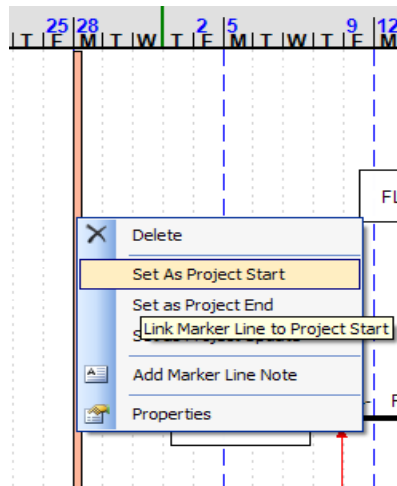 25 28 2 5 9 12
T F M T W T F M T W T F M
FL
Delete
Set As Project Start
Set as Project End
Link Marker Line to Project Start
Add Marker Line Note
Properties
F